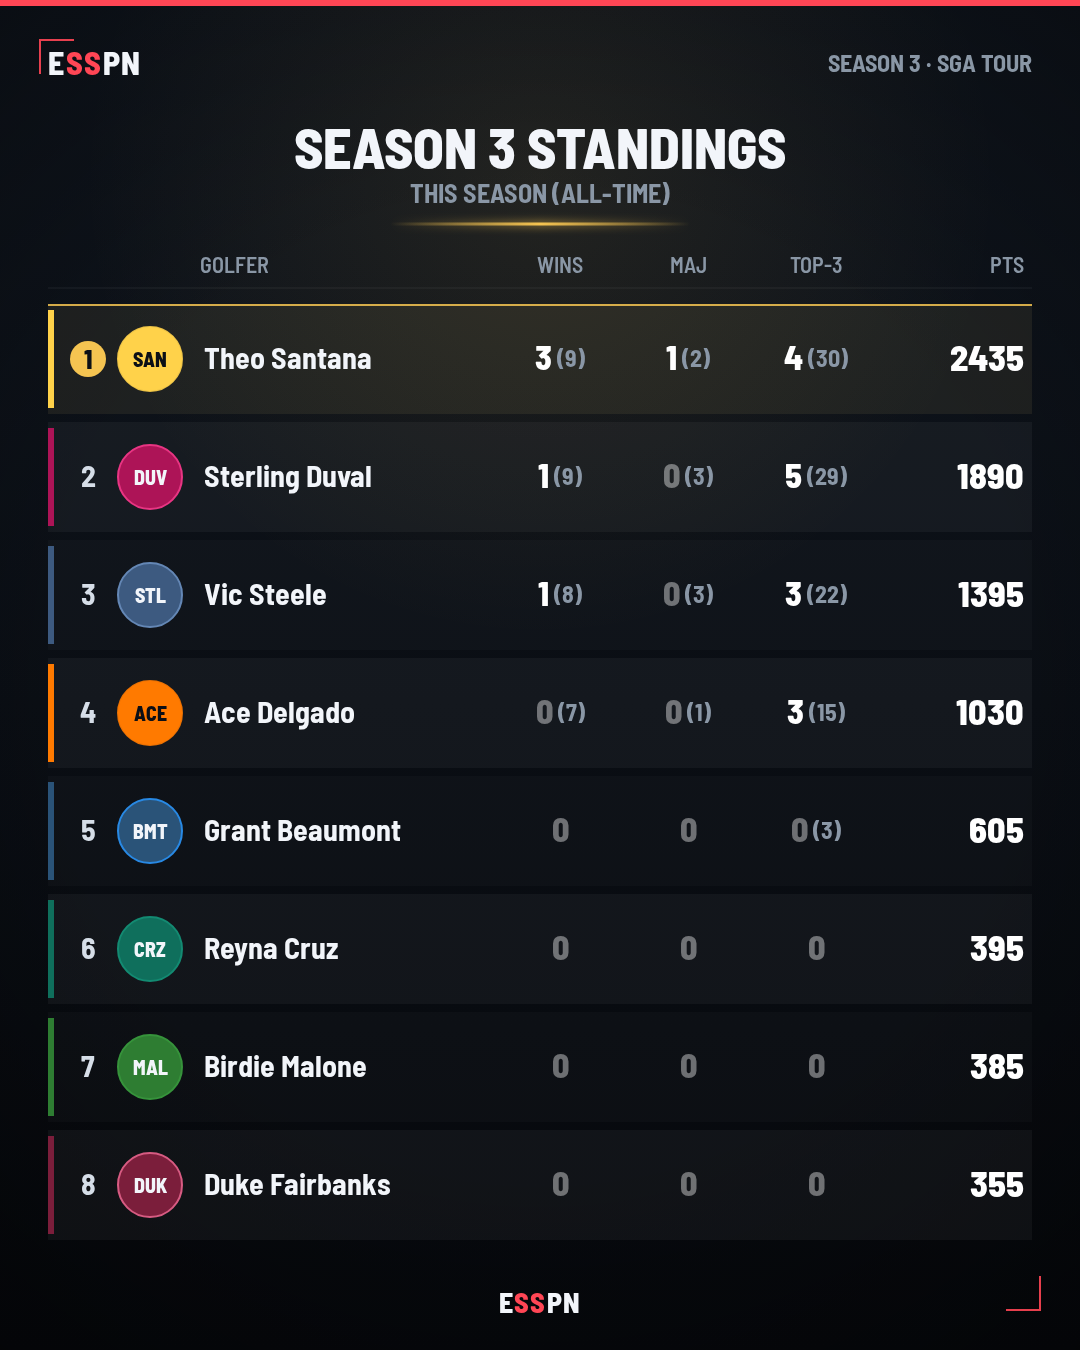 ESSPN
SEASON 3 · SGA TOUR
SEASON 3 STANDINGS
THIS SEASON (ALL-TIME)
GOLFER WINS MAJ TOP-3 PTS
1 SAN Theo Santana 3 (9) 1 (2) 4 (30) 2435
2 DUV Sterling Duval 1 (9) 0 (3) 5 (29) 1890
3 STL Vic Steele 1 (8) 0 (3) 3 (22) 1395
4 ACE Ace Delgado 0 (7) 0 (1) 3 (15) 1030
5 BMT Grant Beaumont 0 0 0 (3) 605
6 CRZ Reyna Cruz 0 0 0 395
7 MAL Birdie Malone 0 0 0 385
8 DUK Duke Fairbanks 0 0 0 355
ESSPN